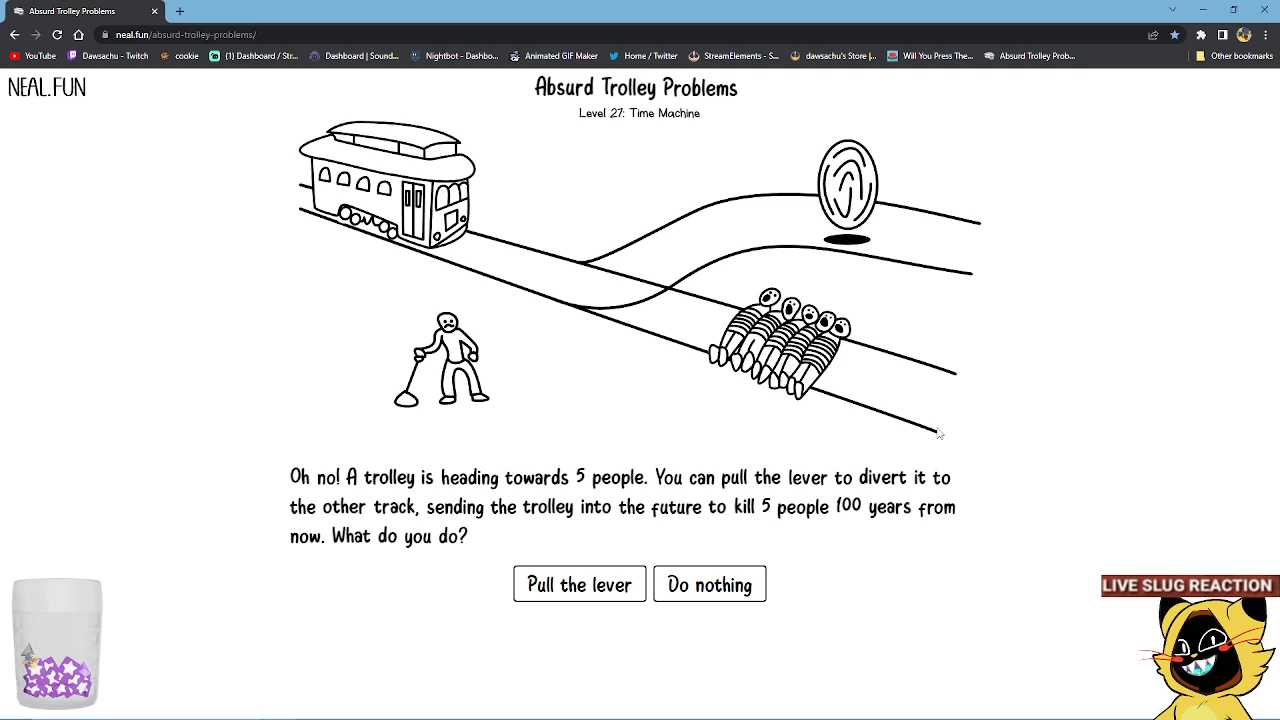 Absurd Trolley Problems
neal.fun/absurd-trolley-problems/
YouTube Dawsachu - Twitch cookie (1) Dashboard / Str... Dashboard | Sound... Nightbot - Dashbo... Animated GIF Maker Home / Twitter StreamElements - S... dawsachu's Store |... Will You Press The... Absurd Trolley Prob... Other bookmarks
NEAL.FUN
Absurd Trolley Problems
Level 27: Time Machine
Oh no! A trolley is heading towards 5 people. You can pull the lever to divert it to
the other track, sending the trolley into the future to kill 5 people 100 years from
now. What do you do?
Pull the lever Do nothing
LIVE SLUG REACTION